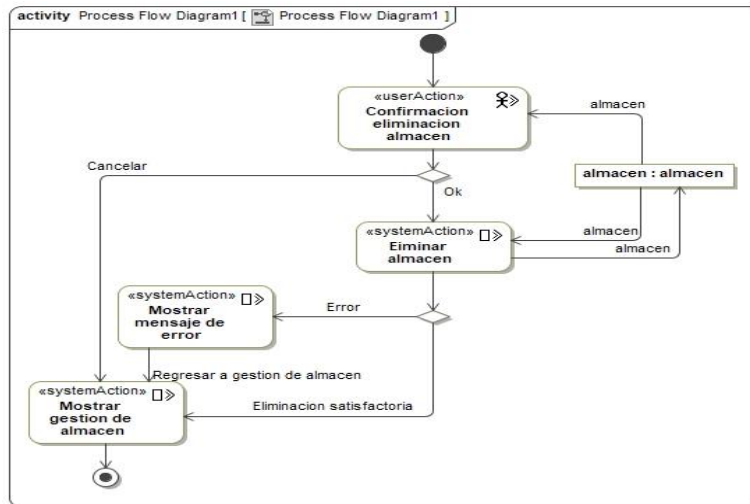 activity Process Flow Diagram1 [ Process Flow Diagram1 ]
«userAction»
Confirmacion
eliminacion
almacen
almacen
Cancelar
almacen : almacen
Ok
«systemAction»
Eiminar
almacen
almacen
almacen
«systemAction»
Mostrar
mensaje de
error
Error
Regresar a gestion de almacen
«systemAction»
Mostrar
gestion de
almacen
Eliminacion satisfactoria